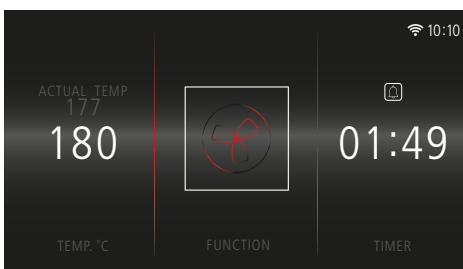 10:10
ACTUAL TEMP
177
180
01:49
TEMP. °C
FUNCTION
TIMER